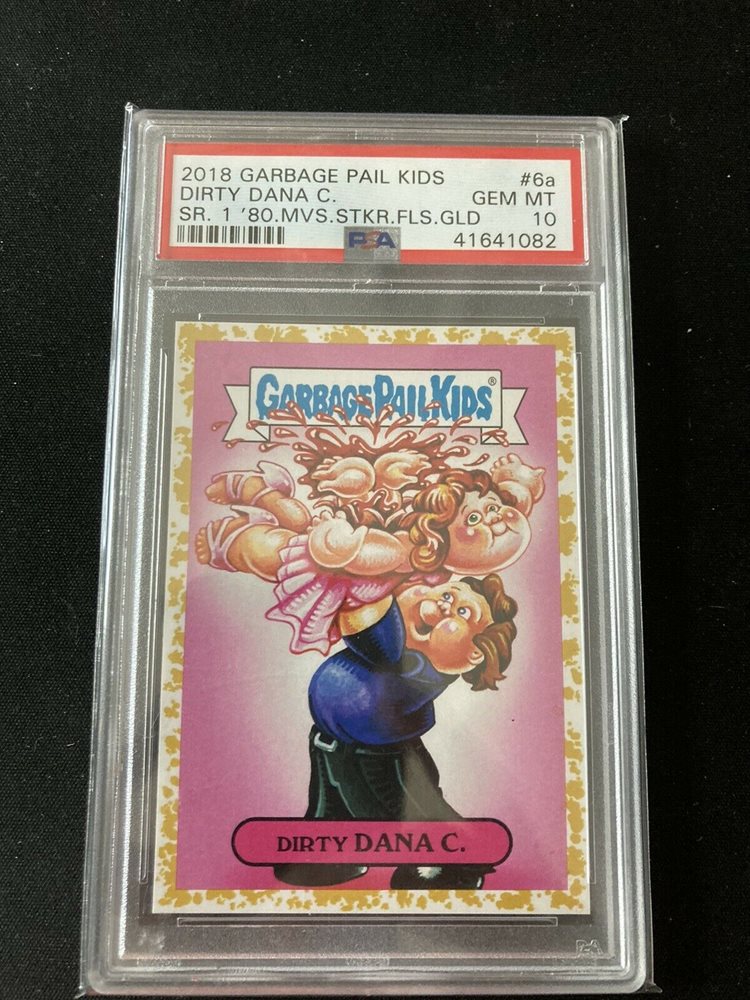 2018 GARBAGE PAIL KIDS #6a
DIRTY DANA C. GEM MT
SR. 1 '80.MVS.STKR.FLS.GLD 10
PSA 41641082
GARBAGE PAIL KIDS®
DIRTY DANA C.
PSA